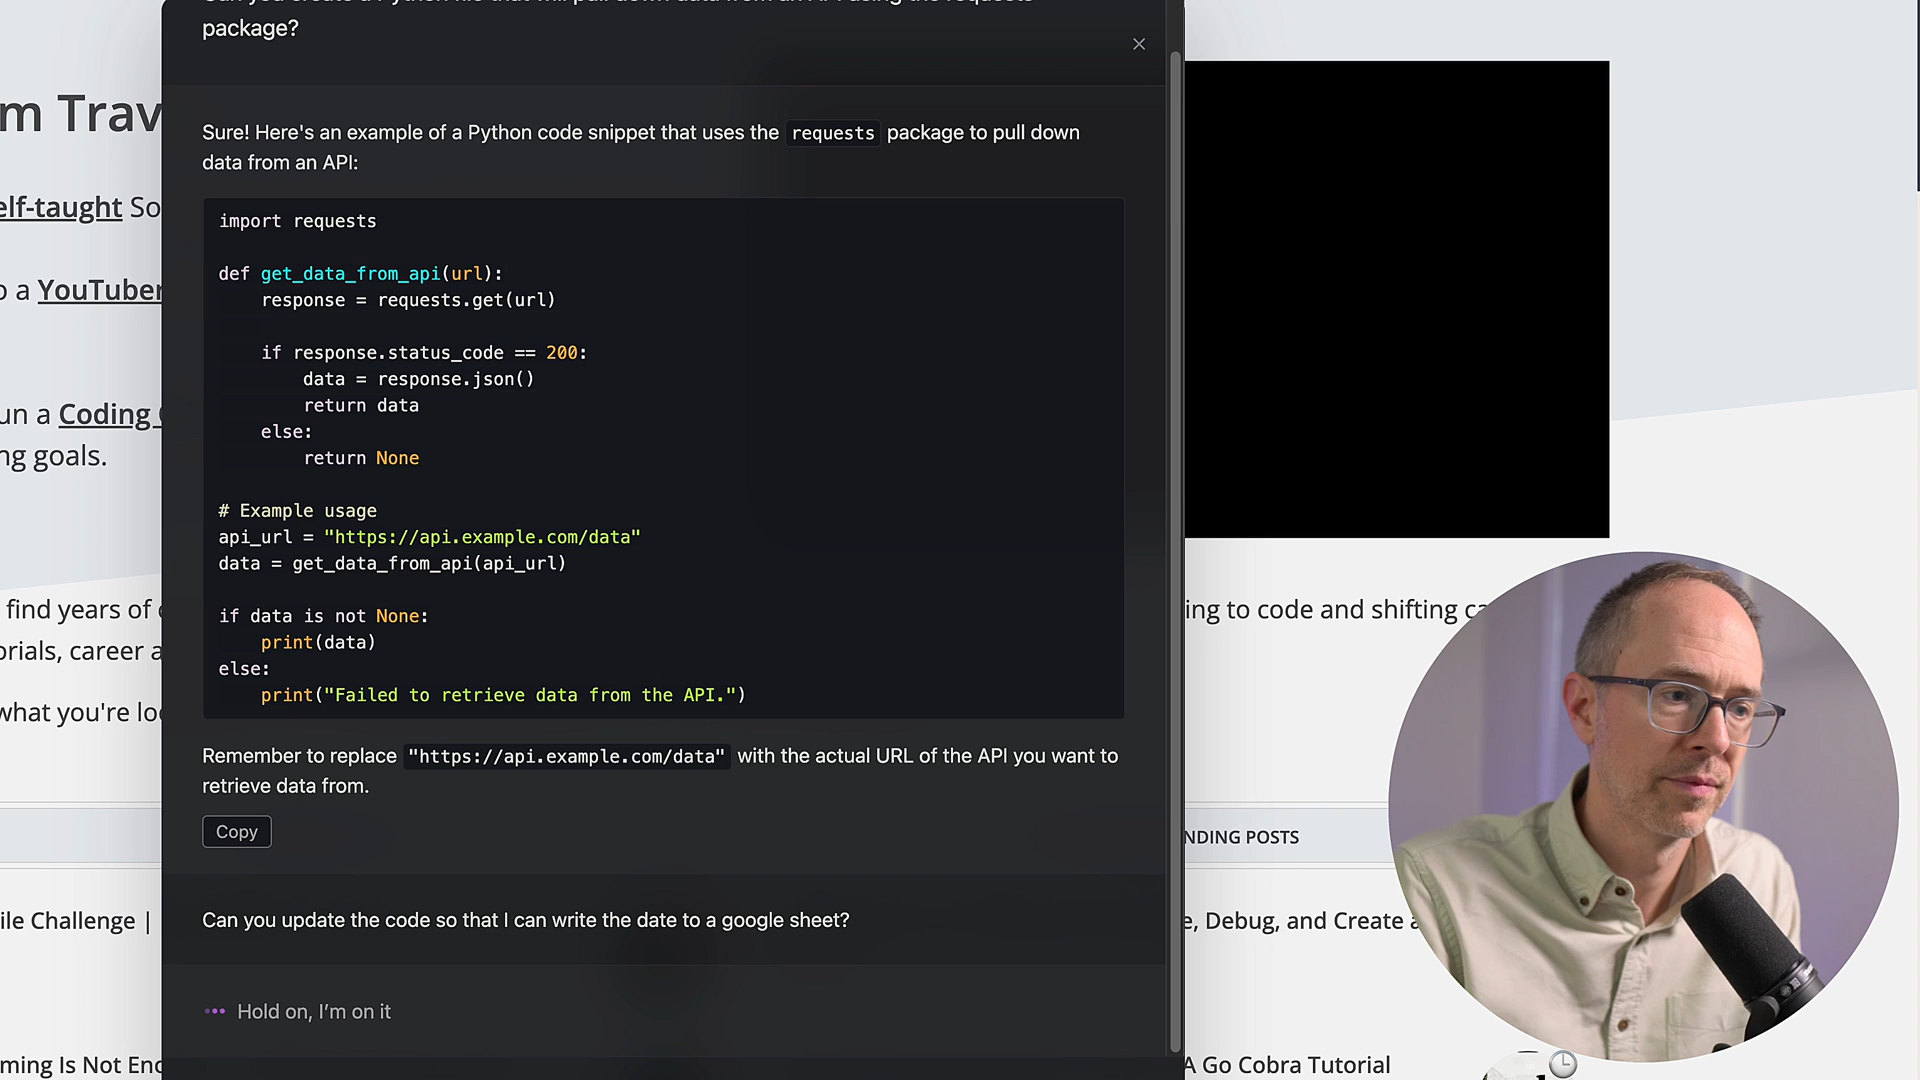 package?
Sure! Here's an example of a Python code snippet that uses the requests package to pull down
data from an API:
import requests
def get_data_from_api(url):
response = requests.get(url)
if response.status_code == 200:
data = response.json()
return data
else:
return None
# Example usage
api_url = "https://api.example.com/data"
data = get_data_from_api(api_url)
if data is not None:
print(data)
else:
print("Failed to retrieve data from the API.")
Remember to replace "https://api.example.com/data" with the actual URL of the API you want to
retrieve data from.
Copy
Can you update the code so that I can write the date to a google sheet?
Hold on, I'm on it
m Trav
elf-taught So
o a YouTuber
un a Coding
ng goals.
find years of
orials, career a
what you're lo
ile Challenge |
ming Is Not En
ing to code and shifting
NDING POSTS
e, Debug, and Create
A Go Cobra Tutorial